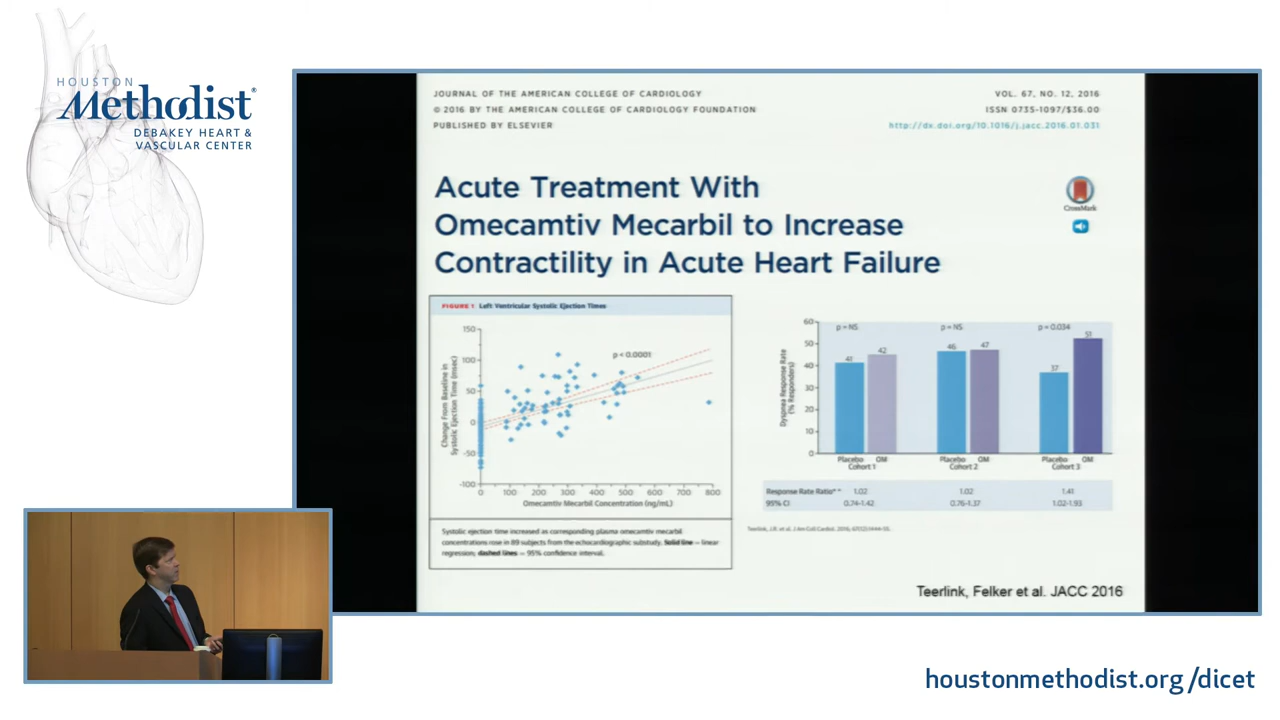 HOUSTON
Methodist®
DEBAKEY HEART &
VASCULAR CENTER
JOURNAL OF THE AMERICAN COLLEGE OF CARDIOLOGY
© 2016 BY THE AMERICAN COLLEGE OF CARDIOLOGY FOUNDATION
PUBLISHED BY ELSEVIER
VOL. 67, NO. 12, 2016
ISSN 0735-1097/$36.00
http://dx.doi.org/10.1016/j.jacc.2016.01.031
Acute Treatment With
Omecamtiv Mecarbil to Increase
Contractility in Acute Heart Failure
CrossMark
FIGURE 1 Left Ventricular Systolic Ejection Times
Change From Baseline in
Systolic Ejection Time (msec)
150
100
50
0
-50
-100
p < 0.0001
0 100 200 300 400 500 600 700 800
Omecamtiv Mecarbil Concentration (ng/mL)
Systolic ejection time increased as corresponding plasma omecamtiv mecarbil
concentrations rose in 89 subjects from the echocardiographic substudy. Solid line — linear
regression; dashed lines — 95% confidence interval.
Dyspnea Response Rate
(% Responders)
60
50
40
30
20
10
0
p = NS
p = NS
p = 0.034
41 42 46 47 37 51
Placebo OM Placebo OM Placebo OM
Cohort 1 Cohort 2 Cohort 3
Response Rate Ratio** 1.02 1.02 1.41
95% CI 0.74-1.42 0.76-1.37 1.02-1.93
Teerlink, Felker et al. JACC 2016
houstonmethodist.org/dicet